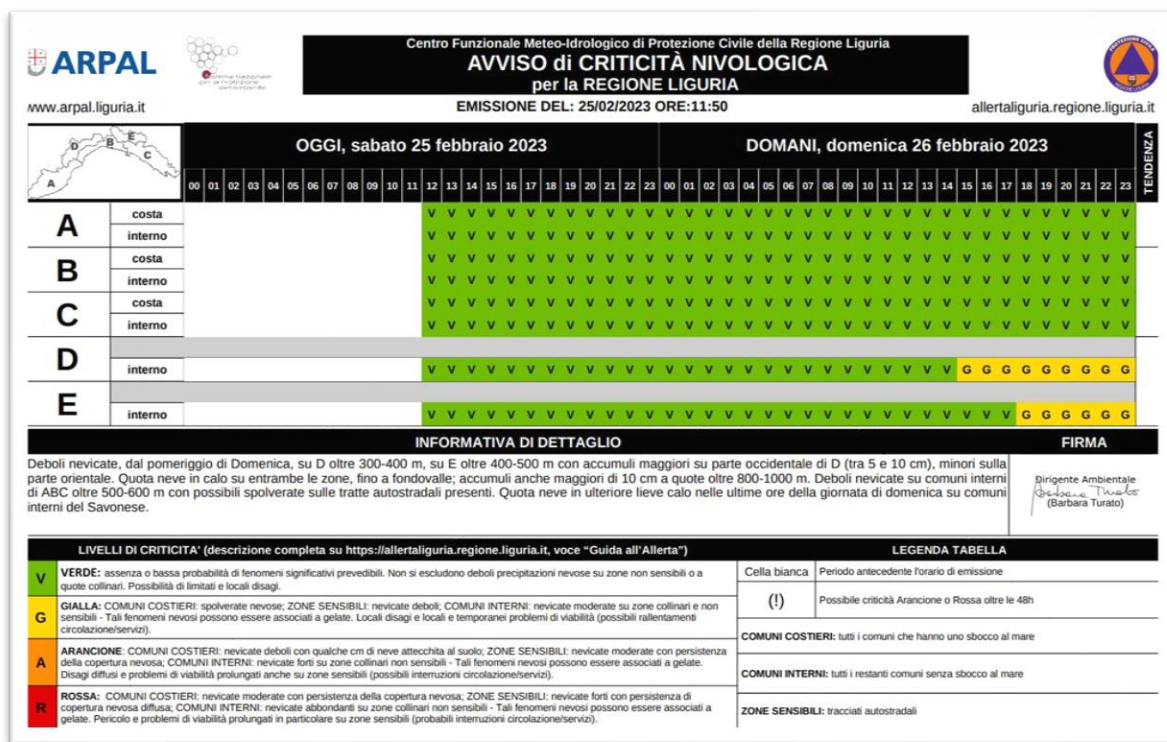 ARPAL
www.arpal.liguria.it
Centro Funzionale Meteo-Idrologico di Protezione Civile della Regione Liguria
AVVISO di CRITICITÀ NIVOLOGICA
per la REGIONE LIGURIA
EMISSIONE DEL: 25/02/2023 ORE:11:50
PROTEZIONE CIVILE
REGIONE LIGURIA
allertaliguria.regione.liguria.it
A D B E C
OGGI, sabato 25 febbraio 2023 DOMANI, domenica 26 febbraio 2023 TENDENZA
00 01 02 03 04 05 06 07 08 09 10 11 12 13 14 15 16 17 18 19 20 21 22 23 00 01 02 03 04 05 06 07 08 09 10 11 12 13 14 15 16 17 18 19 20 21 22 23
A costa V V V V V V V V V V V V V V V V V V V V V V V V V V V V V V V V V V V V
interno V V V V V V V V V V V V V V V V V V V V V V V V V V V V V V V V V V V V
B costa V V V V V V V V V V V V V V V V V V V V V V V V V V V V V V V V V V V V
interno V V V V V V V V V V V V V V V V V V V V V V V V V V V V V V V V V V V V
C costa V V V V V V V V V V V V V V V V V V V V V V V V V V V V V V V V V V V V
interno V V V V V V V V V V V V V V V V V V V V V V V V V V V V V V V V V V V V
D interno V V V V V V V V V V V V V V V V V V V V V V V V V V V G G G G G G G G G
E interno V V V V V V V V V V V V V V V V V V V V V V V V V V V V V V G G G G G G
INFORMATIVA DI DETTAGLIO FIRMA
Deboli nevicate, dal pomeriggio di Domenica, su D oltre 300-400 m, su E oltre 400-500 m con accumuli maggiori su parte occidentale di D (tra 5 e 10 cm), minori sulla
parte orientale. Quota neve in calo su entrambe le zone, fino a fondovalle; accumuli anche maggiori di 10 cm a quote oltre 800-1000 m. Deboli nevicate su comuni interni
di ABC oltre 500-600 m con possibili spolverate sulle tratte autostradali presenti. Quota neve in ulteriore lieve calo nelle ultime ore della giornata di domenica su comuni
interni del Savonese.
Dirigente Ambientale
Barbara Turato
(Barbara Turato)
LIVELLI DI CRITICITA' (descrizione completa su https://allertaliguria.regione.liguria.it, voce “Guida all’Allerta”)
V VERDE: assenza o bassa probabilità di fenomeni significativi prevedibili. Non si escludono deboli precipitazioni nevose su zone non sensibili o a
quote collinari. Possibilità di limitati e locali disagi.
G GIALLA: COMUNI COSTIERI: spolverate nevose; ZONE SENSIBILI: nevicate deboli; COMUNI INTERNI: nevicate moderate su zone collinari e non
sensibili - Tali fenomeni nevosi possono essere associati a gelate. Locali disagi e locali e temporanei problemi di viabilità (possibili rallentamenti
circolazione/servizi).
A ARANCIONE: COMUNI COSTIERI: nevicate deboli con qualche cm di neve attecchita al suolo; ZONE SENSIBILI: nevicate moderate con persistenza
della copertura nevosa; COMUNI INTERNI: nevicate forti su zone collinari non sensibili - Tali fenomeni nevosi possono essere associati a gelate.
Disagi diffusi e problemi di viabilità prolungati anche su zone sensibili (possibili interruzioni circolazione/servizi).
R ROSSA: COMUNI COSTIERI: nevicate moderate con persistenza della copertura nevosa; ZONE SENSIBILI: nevicate forti con persistenza di
copertura nevosa diffusa; COMUNI INTERNI: nevicate abbondanti su zone collinari non sensibili - Tali fenomeni nevosi possono essere associati a
gelate. Pericolo e problemi di viabilità prolungati in particolare su zone sensibili (probabili interruzioni circolazione/servizi).
LEGENDA TABELLA
Cella bianca Periodo antecedente l'orario di emissione
(!) Possibile criticità Arancione o Rossa oltre le 48h
COMUNI COSTIERI: tutti i comuni che hanno uno sbocco al mare
COMUNI INTERNI: tutti i restanti comuni senza sbocco al mare
ZONE SENSIBILI: tracciati autostradali